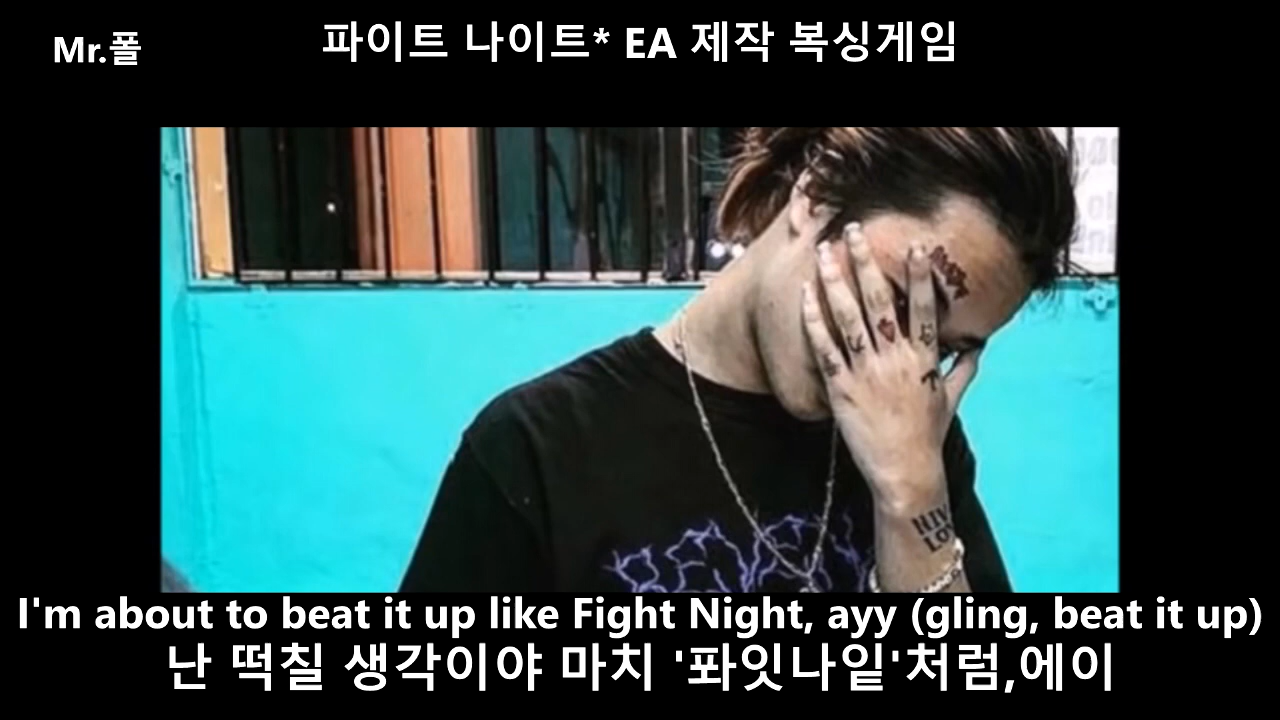 Mr.폴
파이트 나이트* EA 제작 복싱게임
I'm about to beat it up like Fight Night, ayy (gling, beat it up)
난 떡칠 생각이야 마치 '퐈잇나잍'처럼,에이